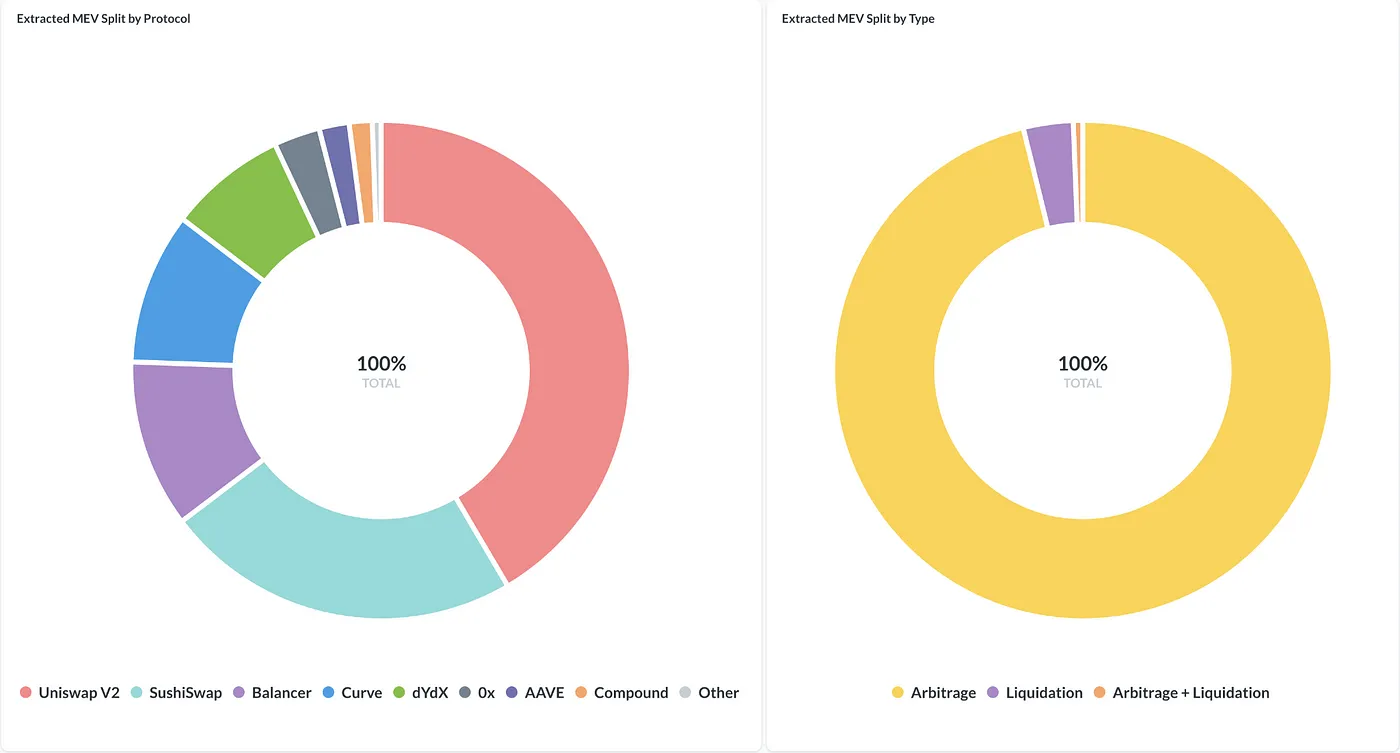 Extracted MEV Split by Protocol
100%
TOTAL
Uniswap V2 SushiSwap Balancer Curve dYdX 0x AAVE Compound Other
Extracted MEV Split by Type
100%
TOTAL
Arbitrage Liquidation Arbitrage + Liquidation